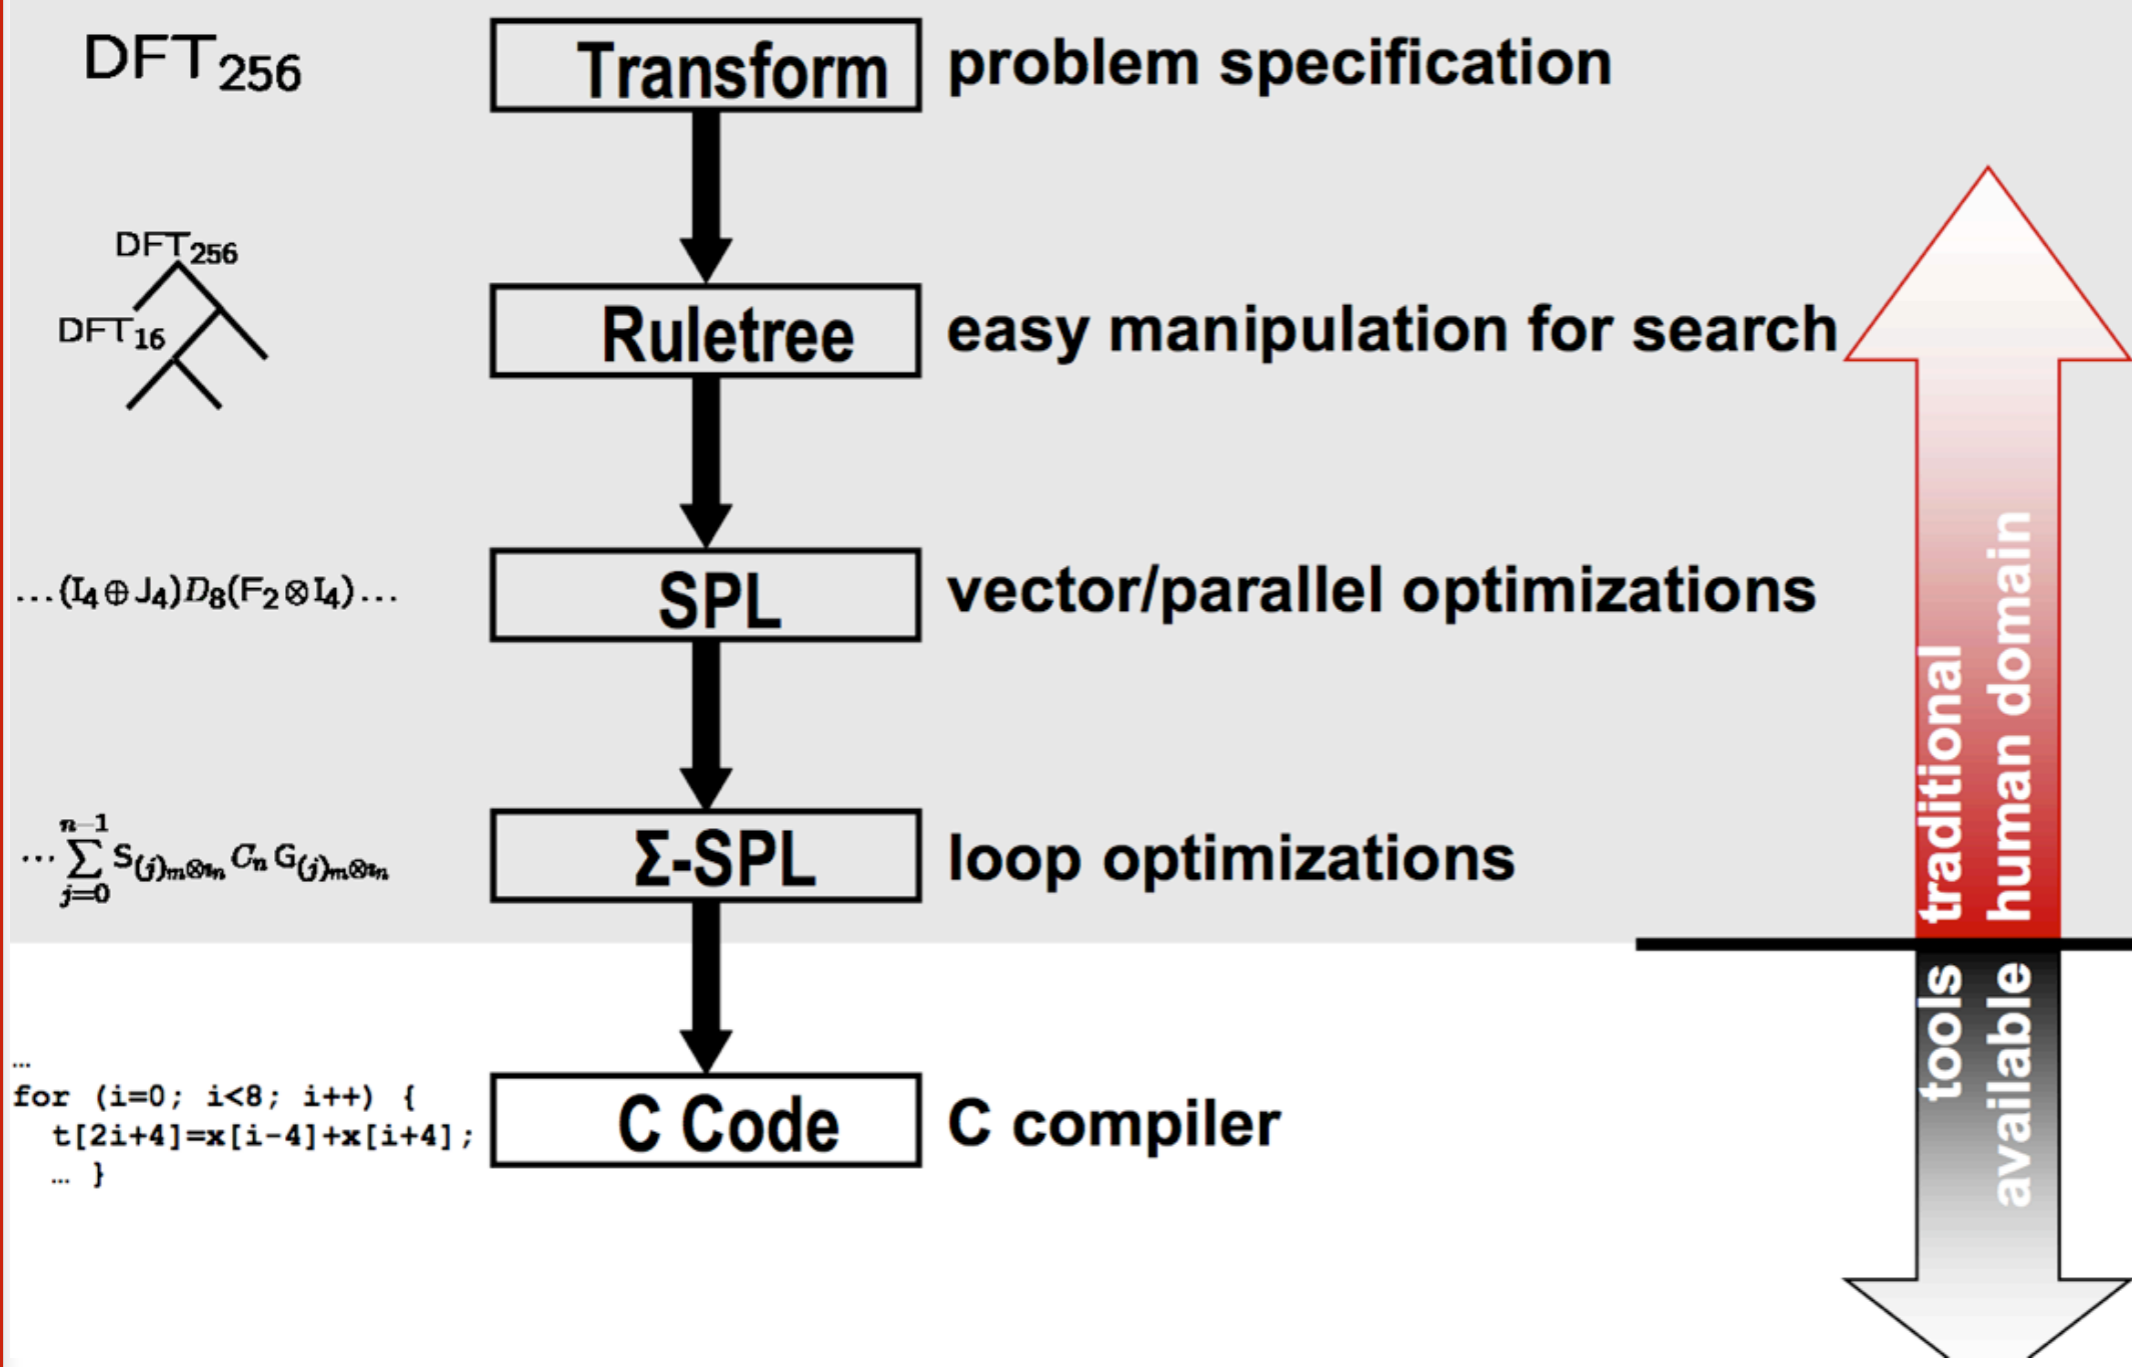 DFT₂₅₆
Transform
problem specification
DFT₂₅₆
DFT₁₆
Ruletree
easy manipulation for search
…(I₄ ⊕ J₄)D₈(F₂ ⊗ I₄)…
SPL
vector/parallel optimizations
n−1
⋯ ∑ S₍ⱼ₎ₘ⊗ıₙ Cₙ G₍ⱼ₎ₘ⊗ıₙ
j=0
Σ-SPL
loop optimizations
traditional
human domain
tools
available
…
for (i=0; i<8; i++) {
t[2i+4]=x[i-4]+x[i+4];
… }
C Code
C compiler